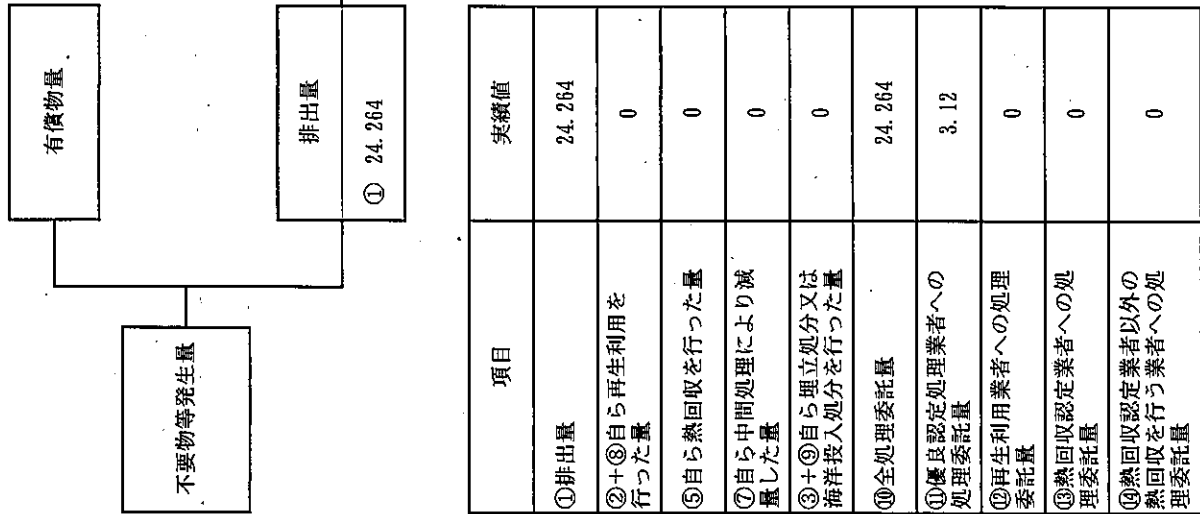 不要物等発生量
有償物量
排出量
① 24.264
項目
実績値
①排出量
24.264
②+⑧自ら再生利用を
行った量
0
⑤自ら熱回収を行った量
0
⑦自ら中間処理により減
量した量
0
③+⑨自ら埋立処分又は
海洋投入処分を行った量
0
⑩全処理委託量
24.264
⑪優良認定処理業者への
処理委託量
3.12
⑫再生利用業者への処理
委託量
0
⑬熱回収認定業者への処
理委託量
0
⑭熱回収認定業者以外の
熱回収を行う業者への処
理委託量
0